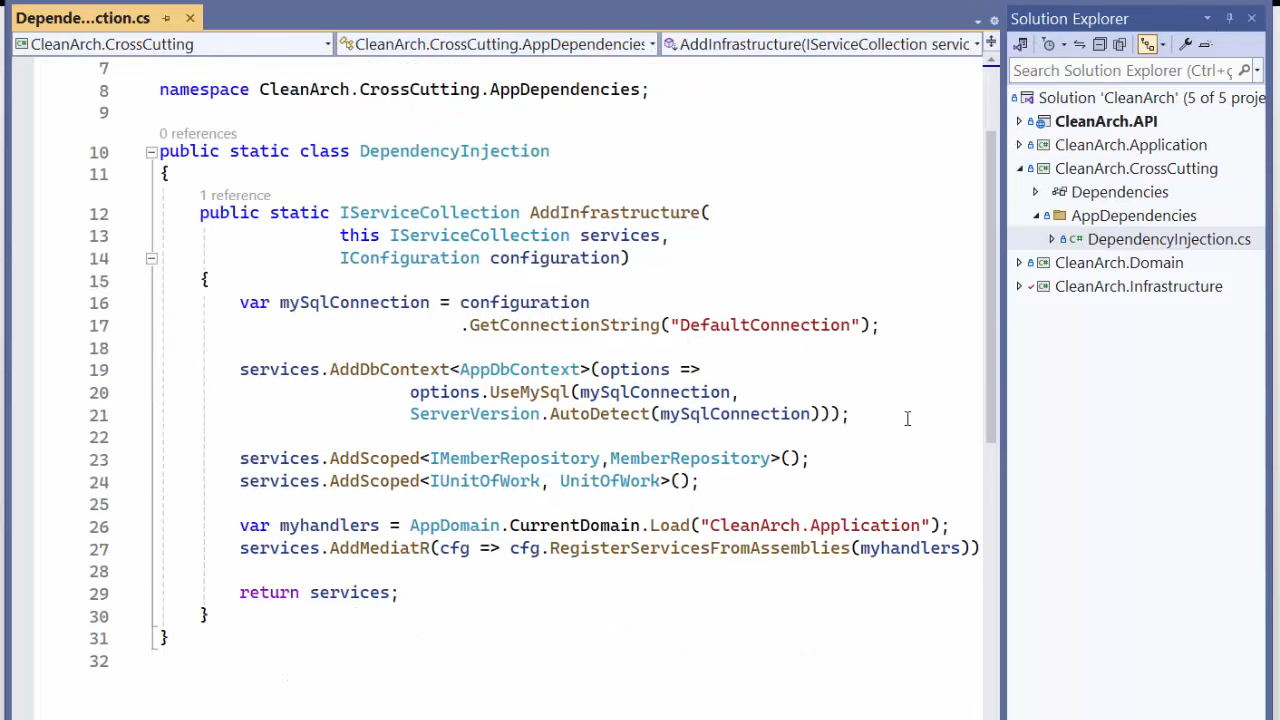 Depende...ction.cs
CleanArch.CrossCutting
CleanArch.CrossCutting.AppDependencies
AddInfrastructure(IServiceCollection servic
7
8 namespace CleanArch.CrossCutting.AppDependencies;
9
0 references
10 public static class DependencyInjection
11 {
1 reference
12 public static IServiceCollection AddInfrastructure(
13 this IServiceCollection services,
14 IConfiguration configuration)
15 {
16 var mySqlConnection = configuration
17 .GetConnectionString("DefaultConnection");
18
19 services.AddDbContext<AppDbContext>(options =>
20 options.UseMySql(mySqlConnection,
21 ServerVersion.AutoDetect(mySqlConnection)));
22
23 services.AddScoped<IMemberRepository,MemberRepository>();
24 services.AddScoped<IUnitOfWork, UnitOfWork>();
25
26 var myhandlers = AppDomain.CurrentDomain.Load("CleanArch.Application");
27 services.AddMediatR(cfg => cfg.RegisterServicesFromAssemblies(myhandlers))
28
29 return services;
30 }
31 }
32
Solution Explorer
Search Solution Explorer (Ctrl+ç
Solution 'CleanArch' (5 of 5 proje
CleanArch.API
CleanArch.Application
CleanArch.CrossCutting
Dependencies
AppDependencies
C# DependencyInjection.cs
CleanArch.Domain
CleanArch.Infrastructure